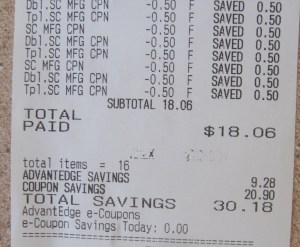 Dbl.SC MFG CPN -0.50 F SAVED 0.50
Tpl.SC MFG CPN -0.50 F SAVED 0.50
SC MFG CPN -0.50 F SAVED 0.50
Dbl.SC MFG CPN -0.50 F SAVED 0.50
Tpl.SC MFG CPN -0.50 F SAVED 0.50
SC MFG CPN -0.50 F SAVED 0.50
Dbl.SC MFG CPN -0.50 F SAVED 0.50
Tpl.SC MFG CPN -0.50 F SAVED 0.50
SUBTOTAL 18.06
TOTAL
PAID $18.06
total items = 16
ADVANTEDGE SAVINGS 9.28
COUPON SAVINGS 20.90
TOTAL SAVINGS 30.18
AdvantEdge e-Coupons
e-Coupon Savings Today: 0.00